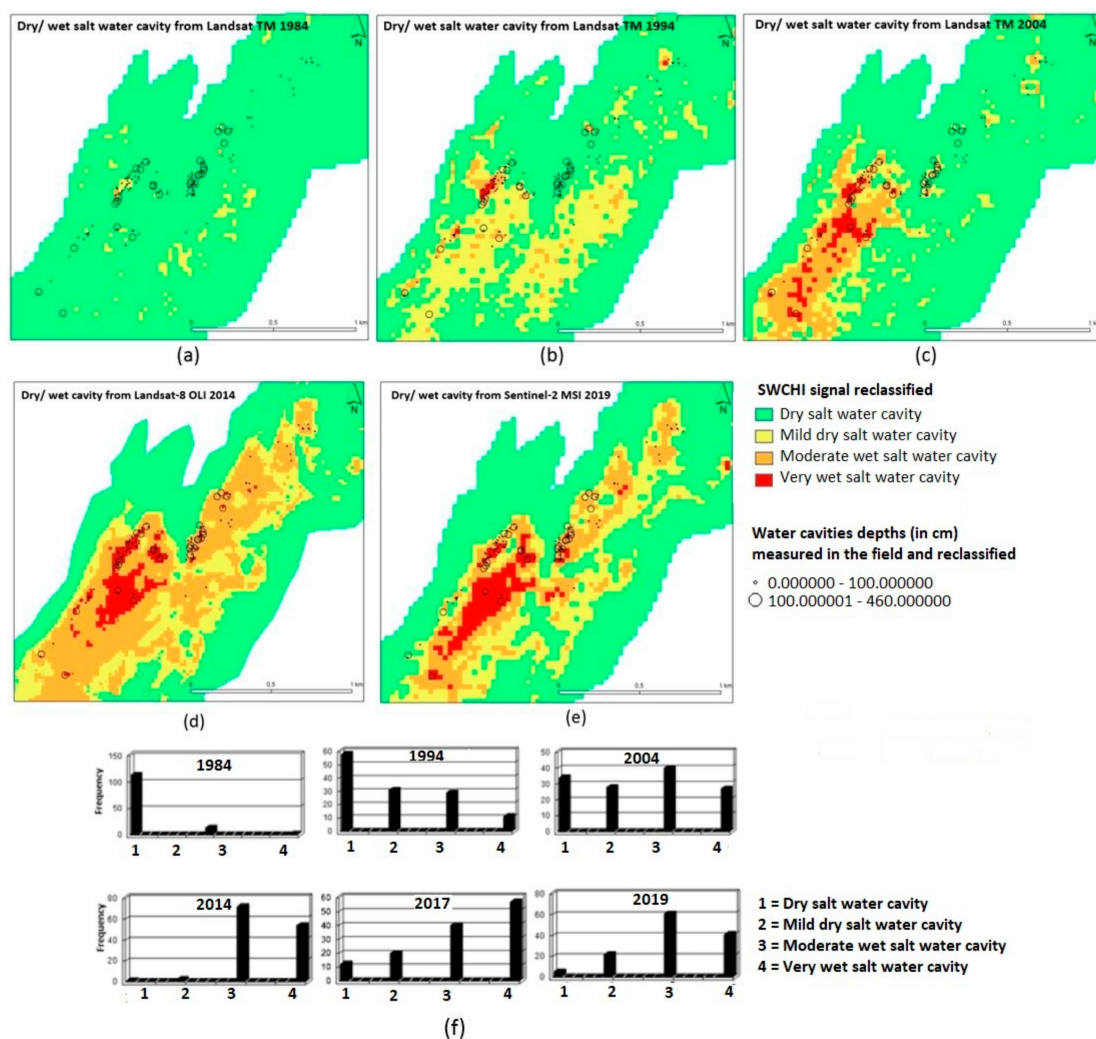 Dry/ wet salt water cavity from Landsat TM 1984
N
0 0.5 1 km
(a)
Dry/ wet salt water cavity from Landsat TM 1994
N
0 0.5 1 km
(b)
Dry/ wet salt water cavity from Landsat TM 2004
N
0 0.5 1 km
(c)
Dry/ wet cavity from Landsat-8 OLI 2014
N
0 0.5 1 km
(d)
Dry/ wet cavity from Sentinel-2 MSI 2019
N
0 0.5 1 km
(e)
SWCHI signal reclassified
Dry salt water cavity
Mild dry salt water cavity
Moderate wet salt water cavity
Very wet salt water cavity
Water cavities depths (in cm)
measured in the field and reclassified
0.000000 - 100.000000
100.000001 - 460.000000
1984
Frequency
150
100
50
0
1 2 3 4
1994
60
50
40
30
20
10
0
1 2 3 4
2004
50
40
30
20
10
0
1 2 3 4
2014
80
60
40
20
0
1 2 3 4
2017
60
50
40
30
20
10
0
1 2 3 4
2019
80
60
40
20
0
1 2 3 4
1 = Dry salt water cavity
2 = Mild dry salt water cavity
3 = Moderate wet salt water cavity
4 = Very wet salt water cavity
(f)